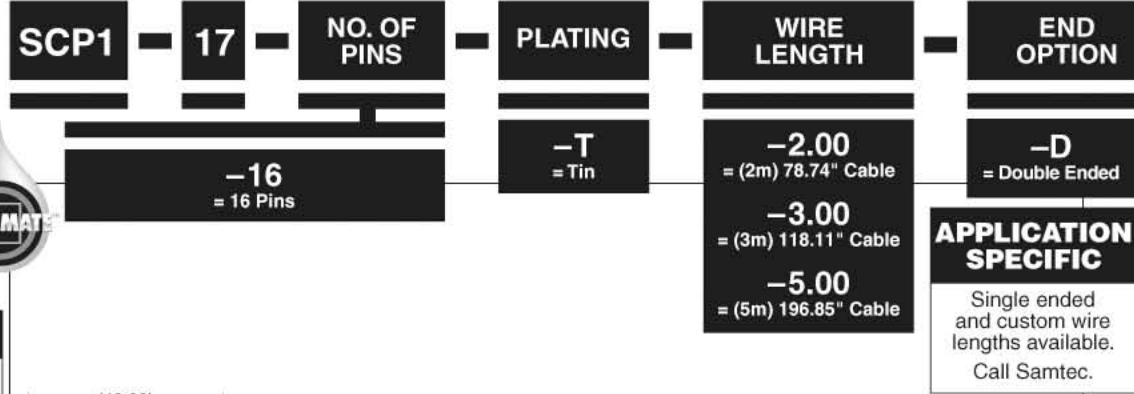 SCP1 – 17 – NO. OF PINS – PLATING – WIRE LENGTH – END OPTION
–16
= 16 Pins
–T
= Tin
–2.00
= (2m) 78.74" Cable
–3.00
= (3m) 118.11" Cable
–5.00
= (5m) 196.85" Cable
–D
= Double Ended
MATE
APPLICATION
SPECIFIC
Single ended
and custom wire
lengths available.
Call Samtec.